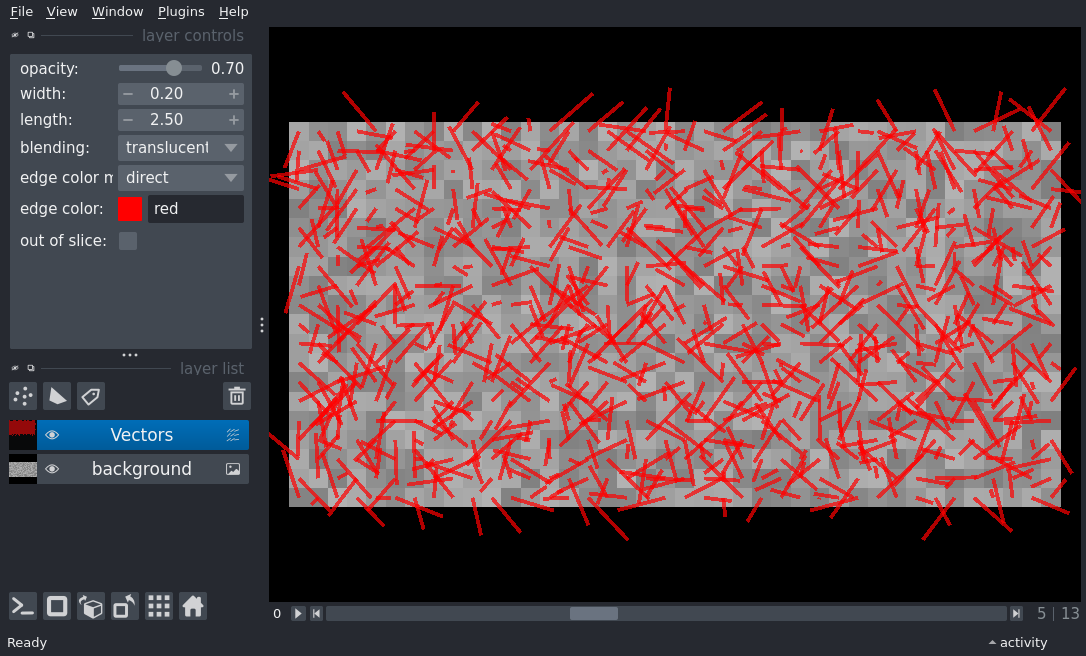 File View Window Plugins Help
layer controls
opacity: 0.70
width: − 0.20 +
length: − 2.50 +
blending: translucent
edge color m direct
edge color: red
out of slice:
layer list
Vectors
background
0 5 | 13
Ready activity